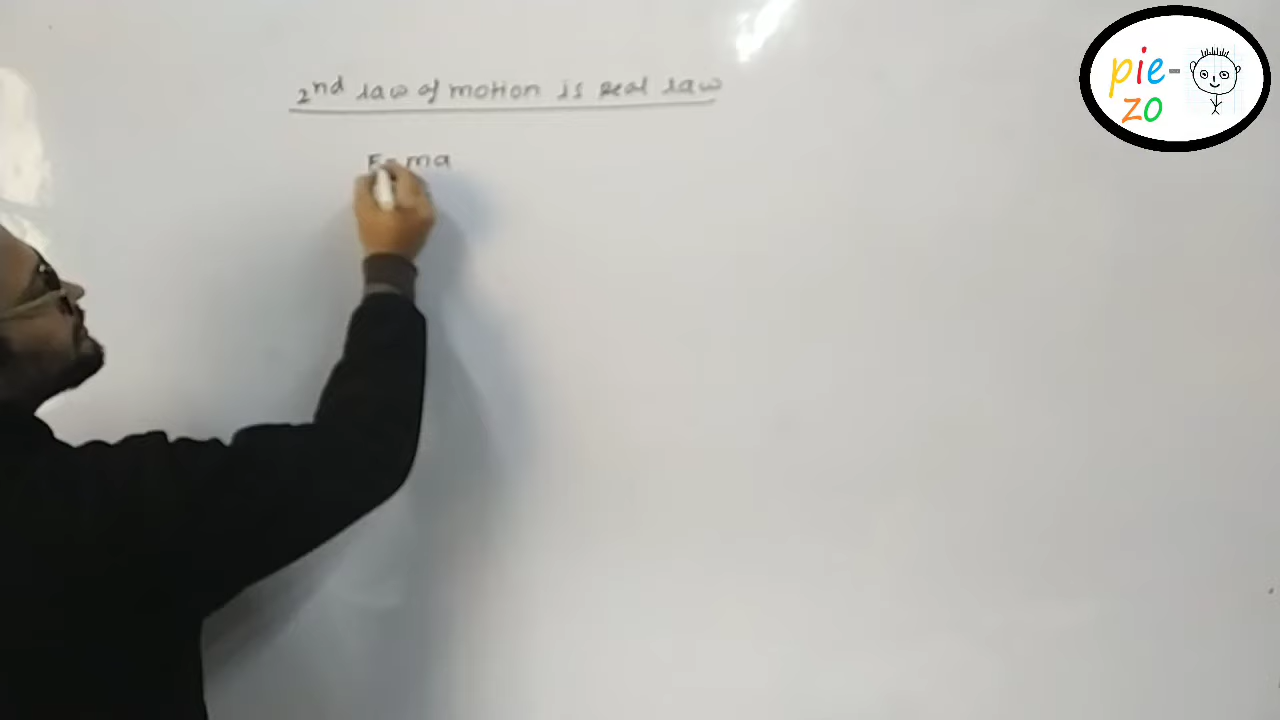 2nd law of motion is real law
F = ma
pie-
zo